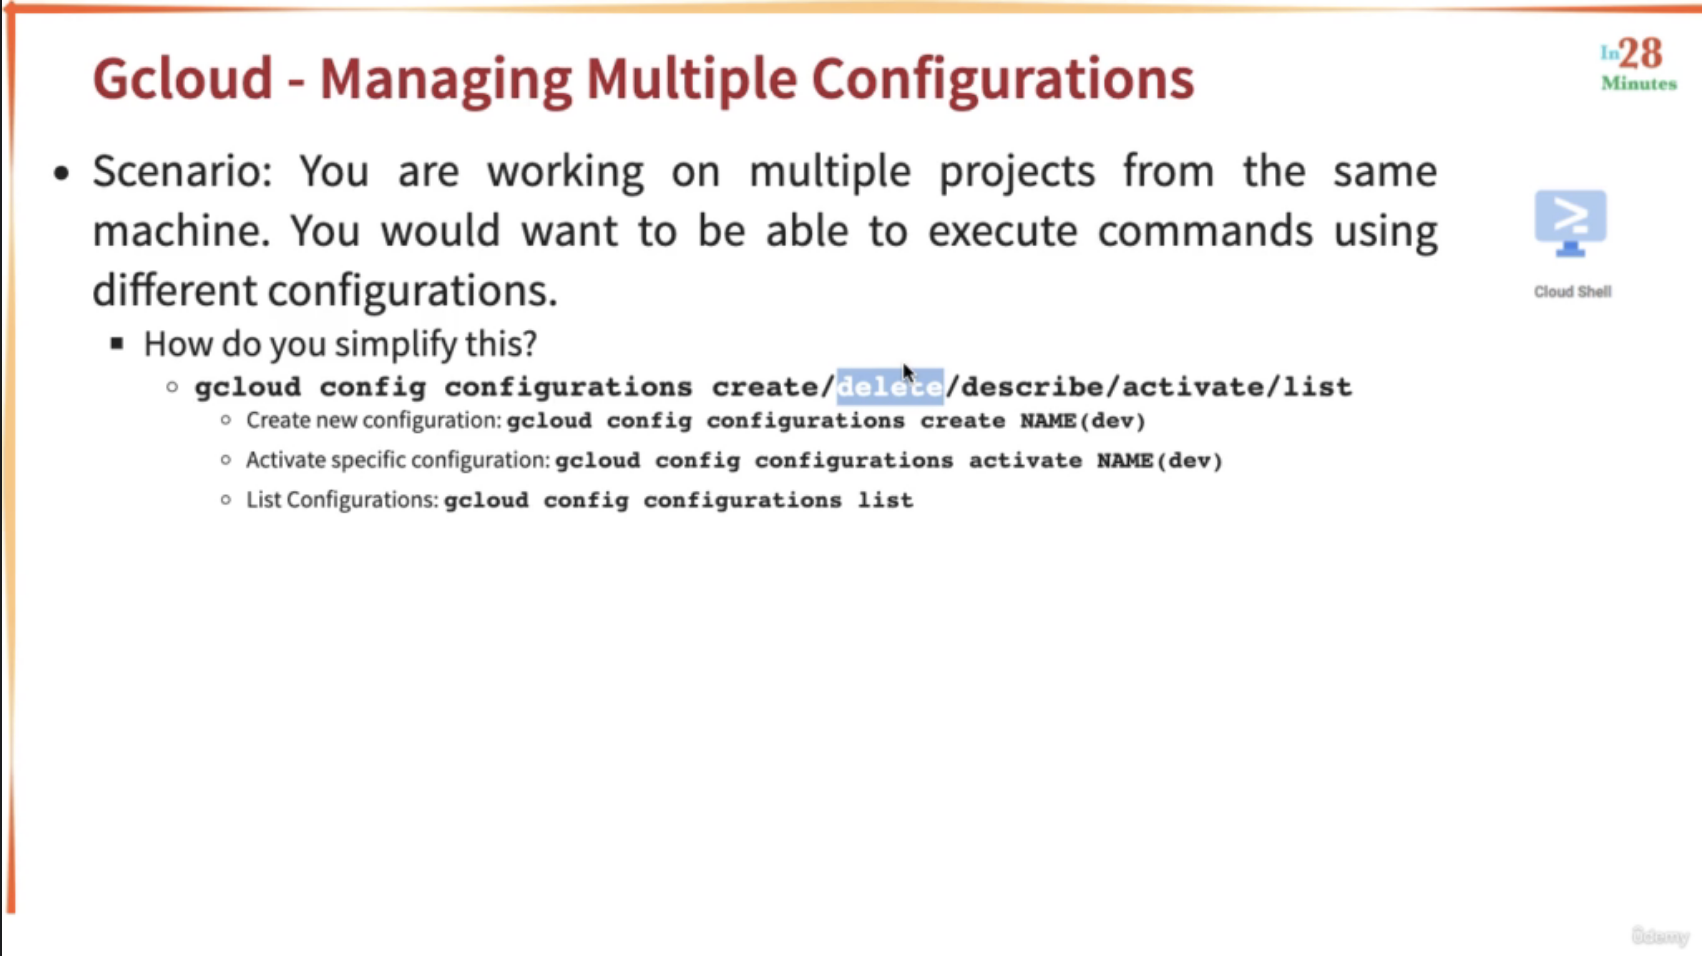 Gcloud - Managing Multiple Configurations
In28
Minutes
Scenario: You are working on multiple projects from the same
machine. You would want to be able to execute commands using
different configurations.
Cloud Shell
How do you simplify this?
gcloud config configurations create/delete/describe/activate/list
Create new configuration: gcloud config configurations create NAME(dev)
Activate specific configuration: gcloud config configurations activate NAME(dev)
List Configurations: gcloud config configurations list
ûdemy